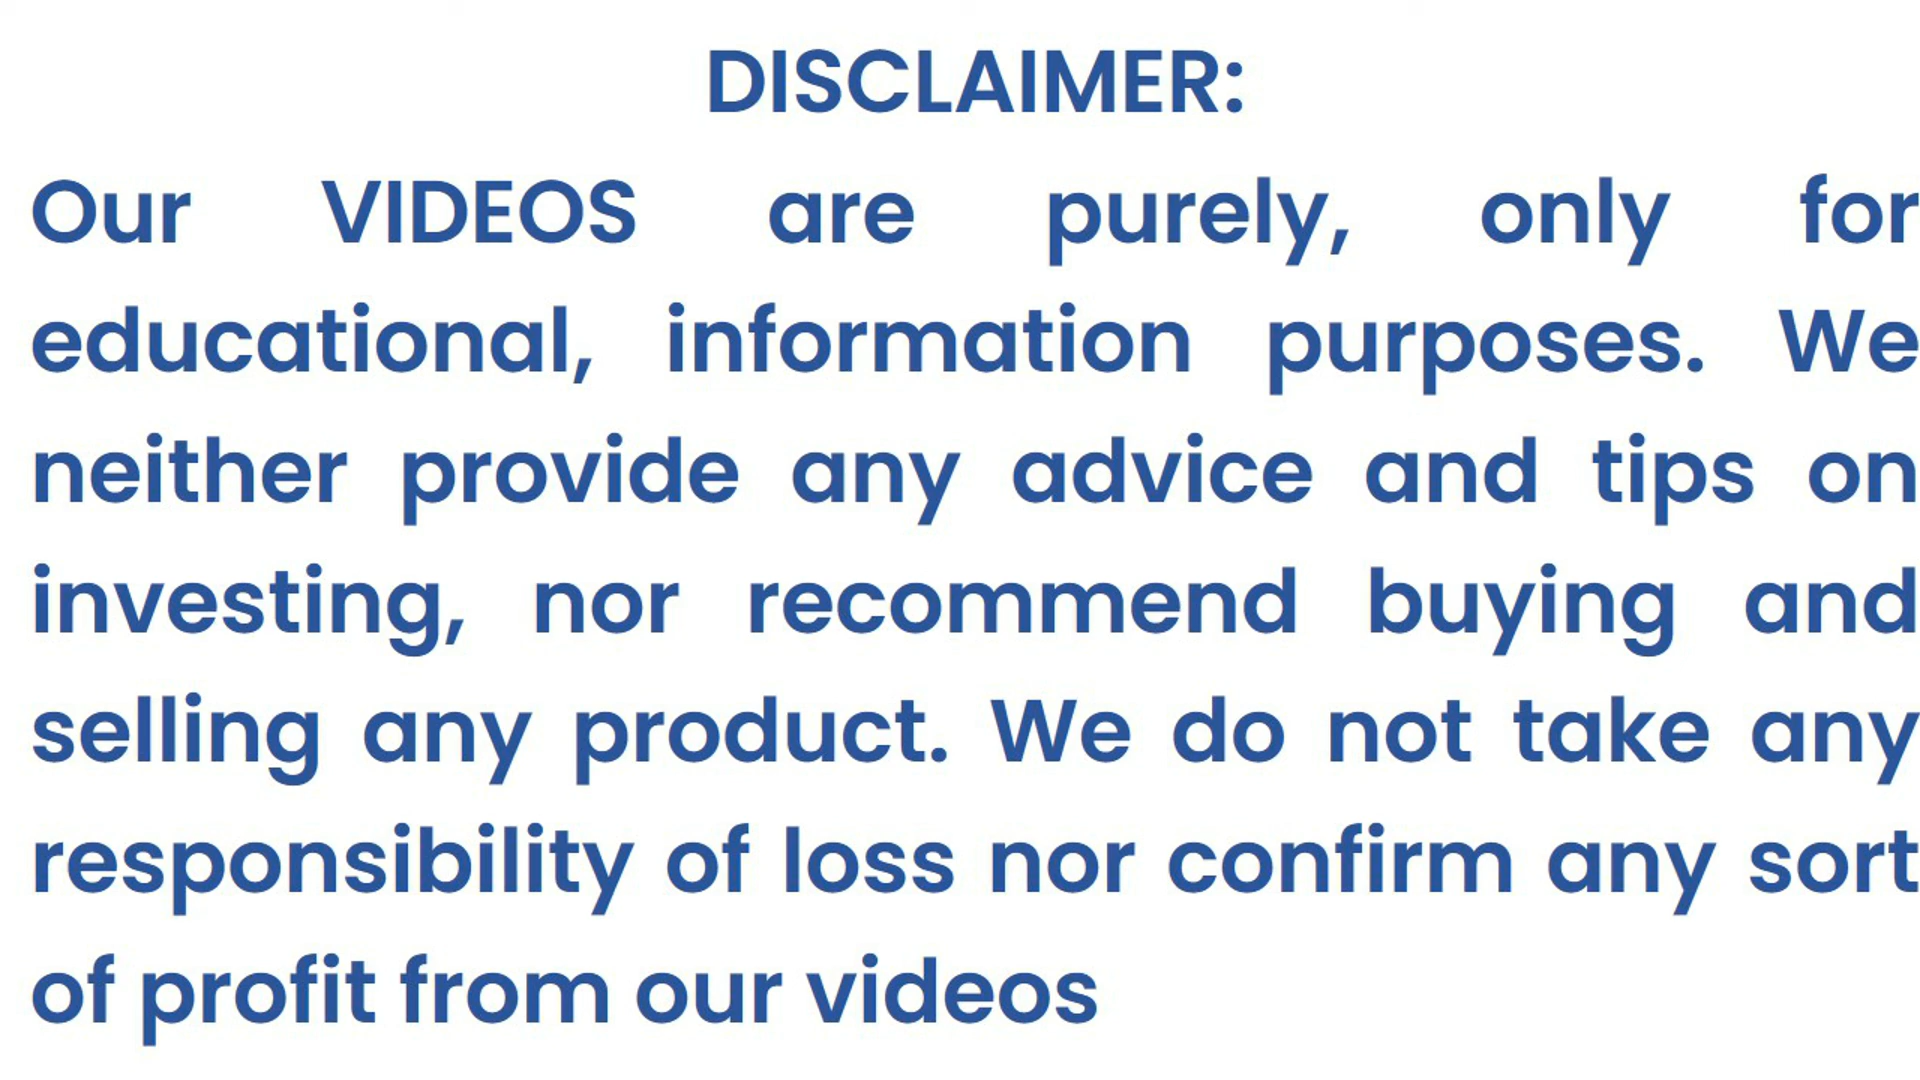 DISCLAIMER:
Our VIDEOS are purely, only for
educational, information purposes. We
neither provide any advice and tips on
investing, nor recommend buying and
selling any product. We do not take any
responsibility of loss nor confirm any sort
of profit from our videos